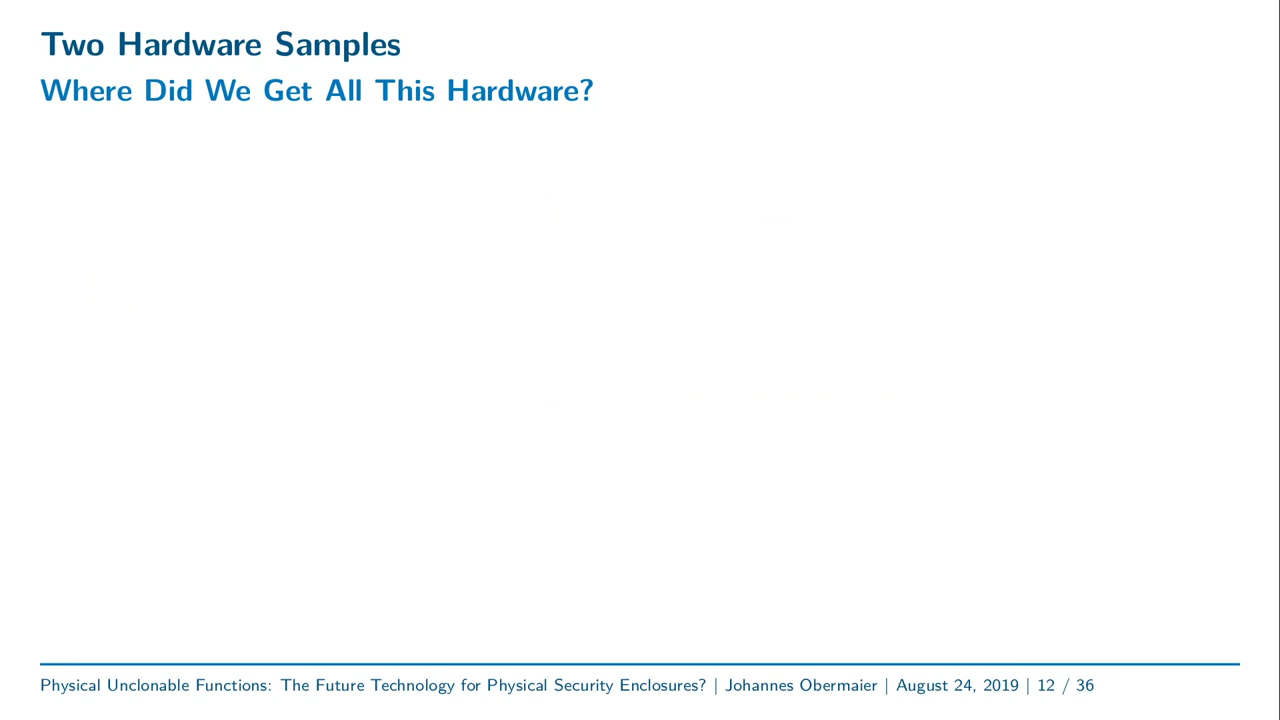 Two Hardware Samples
Where Did We Get All This Hardware?
Physical Unclonable Functions: The Future Technology for Physical Security Enclosures? | Johannes Obermaier | August 24, 2019 | 12 / 36